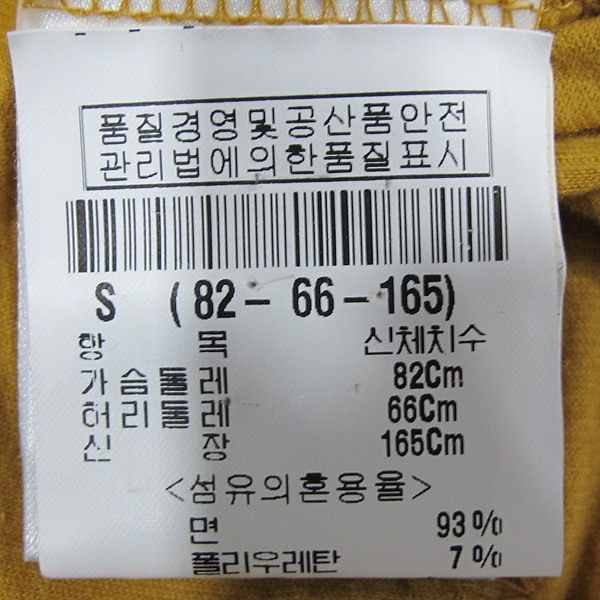 품질경영및공산품안전
관리법에의한품질표시
S (82-66-165)
항 목 신체치수
가슴둘레 82Cm
허리둘레 66Cm
신 장 165Cm
<섬유의혼용율>
면 93%
폴리우레탄 7%